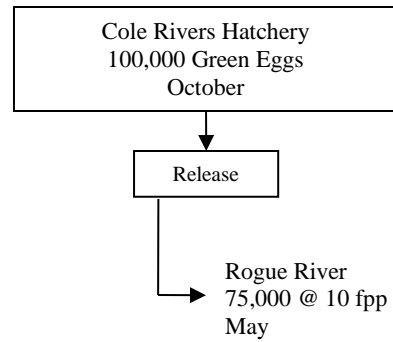 Cole Rivers Hatchery
100,000 Green Eggs
October
Release
Rogue River
75,000 @ 10 fpp
May